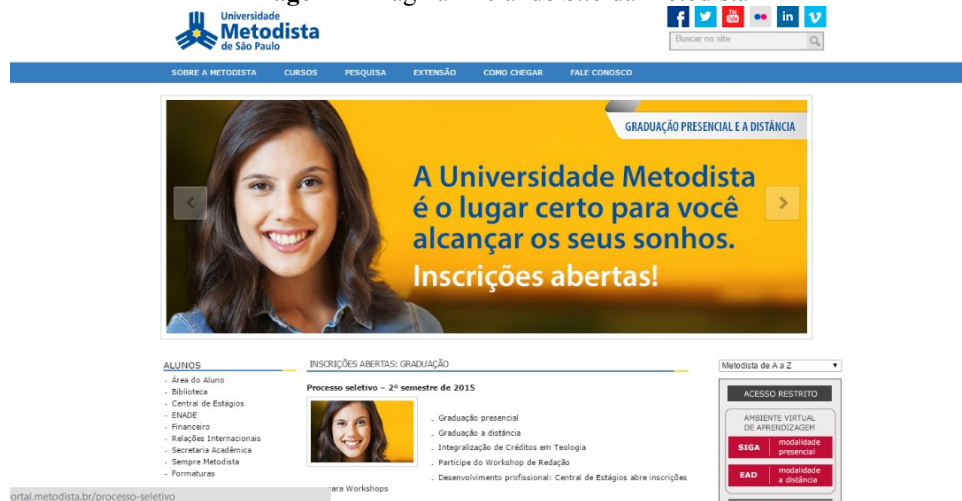 Universidade
Metodista
de São Paulo
f You Tube in v
Buscar no site
SOBRE A METODISTA CURSOS PESQUISA EXTENSÃO COMO CHEGAR FALE CONOSCO
GRADUAÇÃO PRESENCIAL E A DISTÂNCIA
A Universidade Metodista
é o lugar certo para você
alcançar os seus sonhos.
Inscrições abertas!
ALUNOS
- Área do Aluno
- Biblioteca
- Central de Estágios
- ENADE
- Financeiro
- Relações Internacionais
- Secretaria Acadêmica
- Sempre Metodista
- Formaturas
INSCRIÇÕES ABERTAS: GRADUAÇÃO
Processo seletivo – 2º semestre de 2015
- Graduação presencial
- Graduação a distância
- Integralização de Créditos em Teologia
- Participe do Workshop de Redação
- Desenvolvimento profissional: Central de Estágios abre inscrições
para Workshops
Metodista de A a Z
ACESSO RESTRITO
AMBIENTE VIRTUAL
DE APRENDIZAGEM
SIGA modalidade
presencial
EAD modalidade
a distância
ortal.metodista.br/processo-seletivo